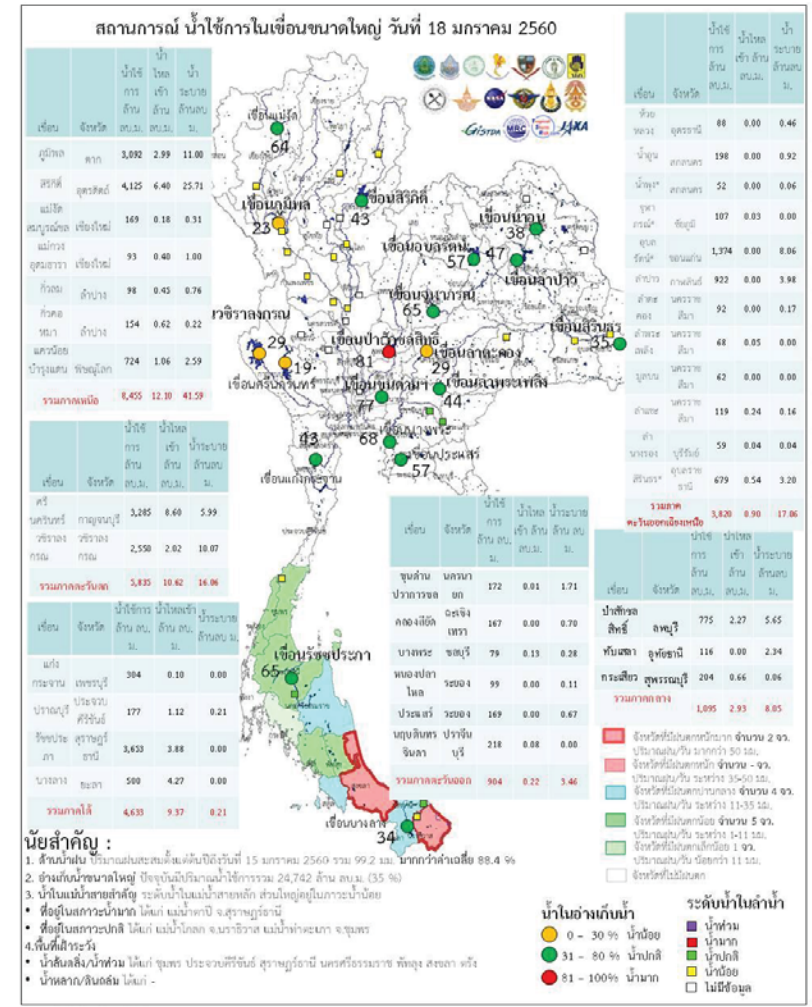 สถานการณ์ น้ำใช้การในเขื่อนขนาดใหญ่ วันที่ 18 มกราคม 2560
เขื่อน จังหวัด น้ำใช้การ ล้าน ลบ.ม. น้ำไหลเข้า ล้าน ลบ.ม. น้ำระบาย ล้านลบ ม.
ภูมิพล ตาก 3,092 2.99 11.00
สิริกิติ์ อุตรดิตถ์ 4,125 6.40 25.71
แม่งัดสมบูรณ์ชล เชียงใหม่ 169 0.18 0.31
แม่กวงอุดมธารา เชียงใหม่ 93 0.40 1.00
กิ่วลม ลำปาง 98 0.45 0.76
กิ่วคอหมา ลำปาง 154 0.62 0.22
แควน้อยบำรุงแดน พิษณุโลก 724 1.06 2.59
รวมภาคเหนือ 8,455 12.10 41.59
เขื่อน จังหวัด น้ำใช้การ ล้าน ลบ.ม. น้ำไหลเข้า ล้าน ลบ.ม. น้ำระบาย ล้านลบ ม.
ศรีนครินทร์ กาญจนบุรี 3,285 8.60 5.99
วชิราลงกรณ วชิราลงกรณ 2,550 2.02 10.07
รวมภาคตะวันตก 5,835 10.62 16.06
เขื่อน จังหวัด น้ำใช้การ ล้าน ลบ.ม. น้ำไหลเข้า ล้าน ลบ.ม. น้ำระบาย ล้านลบ ม.
แก่งกระจาน เพชรบุรี 304 0.10 0.00
ปราณบุรี ประจวบคีรีขันธ์ 177 1.12 0.21
รัชชประภา สุราษฎร์ธานี 3,653 3.88 0.00
บางลาง ยะลา 500 4.27 0.00
รวมภาคใต้ 4,633 9.37 0.21
เขื่อนแม่งัด
64
เขื่อนสิริกิติ์
43
เขื่อนภูมิพล
23
เขื่อนน้ำอูน
38
เขื่อนอุบลรัตน์
57
47
เขื่อนลำปาว
เขื่อนจุฬาภรณ์
65
วชิราลงกรณ์
29
19
เขื่อนศรีนครินทร์
เขื่อนป่าสักชลสิทธิ์
81
เขื่อนลำตะคอง
29
เขื่อนสิรินธร
35
เขื่อนขุนด่านฯ
77
เขื่อนลำพระเพลิง
44
เขื่อนบางพระ
68
เขื่อนประแสร์
57
43
เขื่อนแก่งกระจาน
เขื่อนรัชชประภา
65
เขื่อนบางลาง
34
GISTDA MRC NASA JAXA
เขื่อน จังหวัด น้ำใช้การ ล้าน ลบ.ม. น้ำไหลเข้า ล้าน ลบ.ม. น้ำระบายล้านลบ ม.
ห้วยหลวง อุดรธานี 88 0.00 0.46
น้ำอูน สกลนคร 198 0.00 0.92
น้ำพุง* สกลนคร 52 0.00 0.06
จุฬาภรณ์* ชัยภูมิ 107 0.03 0.00
อุบลรัตน์* ขอนแก่น 1,374 0.00 8.06
ลำปาว กาฬสินธุ์ 922 0.00 3.98
ลำตะคอง นครราชสีมา 92 0.00 0.17
ลำพระเพลิง นครราชสีมา 68 0.05 0.00
มูลบน นครราชสีมา 62 0.00 0.00
ลำแชะ นครราชสีมา 119 0.24 0.16
ลำนางรอง บุรีรัมย์ 59 0.04 0.04
สิรินธร* อุบลราชธานี 679 0.54 3.20
รวมภาคตะวันออกเฉียงเหนือ 3,820 0.90 17.06
เขื่อน จังหวัด น้ำใช้การ ล้าน ลบ.ม. น้ำไหลเข้า ล้าน ลบ.ม. น้ำระบาย ล้าน ลบ ม.
ขุนด่านปราการชล นครนายก 172 0.01 1.71
คลองสียัด ฉะเชิงเทรา 167 0.00 0.70
บางพระ ชลบุรี 79 0.13 0.28
หนองปลาไหล ระยอง 99 0.00 0.11
ประแสร์ ระยอง 169 0.00 0.67
นฤบดินทรจินดา ปราจีนบุรี 218 0.08 0.00
รวมภาคตะวันออก 904 0.22 3.46
เขื่อน จังหวัด น้ำใช้การ ล้าน ลบ.ม. น้ำไหลเข้า ล้าน ลบ.ม. น้ำระบาย ล้านลบ ม.
ป่าสักชลสิทธิ์ ลพบุรี 775 2.27 5.65
ทับเสลา อุทัยธานี 116 0.00 2.34
กระเสียว สุพรรณบุรี 204 0.66 0.06
รวมภาคกลาง 1,095 2.93 8.05
จังหวัดที่มีฝนตกหนักมาก จำนวน 2 จว.
ปริมาณฝน/วัน มากกว่า 50 มม.
จังหวัดที่มีฝนตกหนัก จำนวน - จว.
ปริมาณฝน/วัน ระหว่าง 35-50 มม.
จังหวัดที่มีฝนตกปานกลาง จำนวน 4 จว.
ปริมาณฝน/วัน ระหว่าง 11-35 มม.
จังหวัดที่มีฝนตกน้อย จำนวน 5 จว.
ปริมาณฝน/วัน ระหว่าง 1-11 มม.
จังหวัดที่มีฝนตกเล็กน้อย 1 จว.
ปริมาณฝน/วัน น้อยกว่า 11 มม.
จังหวัดที่ไม่มีฝนตก
นัยสำคัญ :
1. ด้านน้ำฝน ปริมาณฝนสะสมตั้งแต่ต้นปีถึงวันที่ 15 มกราคม 2560 รวม 99.2 มม. มากกว่าค่าเฉลี่ย 88.4 %
2. อ่างเก็บน้ำขนาดใหญ่ ปัจจุบันมีปริมาณน้ำใช้การรวม 24,742 ล้าน ลบ.ม. (35 %)
3. น้ำในแม่น้ำสายสำคัญ ระดับน้ำในแม่น้ำสายหลัก ส่วนใหญ่อยู่ในภาวะน้ำน้อย
• ที่อยู่ในสภาวะน้ำมาก ได้แก่ แม่น้ำตาปี จ.สุราษฎร์ธานี
• ที่อยู่ในสภาวะปกติ ได้แก่ แม่น้ำโกลก จ.นราธิวาส แม่น้ำท่าตะเภา จ.ชุมพร
4.พื้นที่เฝ้าระวัง
• น้ำล้นตลิ่ง/น้ำท่วม ได้แก่ ชุมพร ประจวบคีรีขันธ์ สุราษฎร์ธานี นครศรีธรรมราช พัทลุง สงขลา ตรัง
• น้ำหลาก/ดินถล่ม ได้แก่ -
น้ำในอ่างเก็บน้ำ
0 – 30 % น้ำน้อย
31 – 80 % น้ำปกติ
81 – 100% น้ำมาก
ระดับน้ำในลำน้ำ
น้ำท่วม
น้ำมาก
น้ำปกติ
น้ำน้อย
ไม่มีข้อมูล